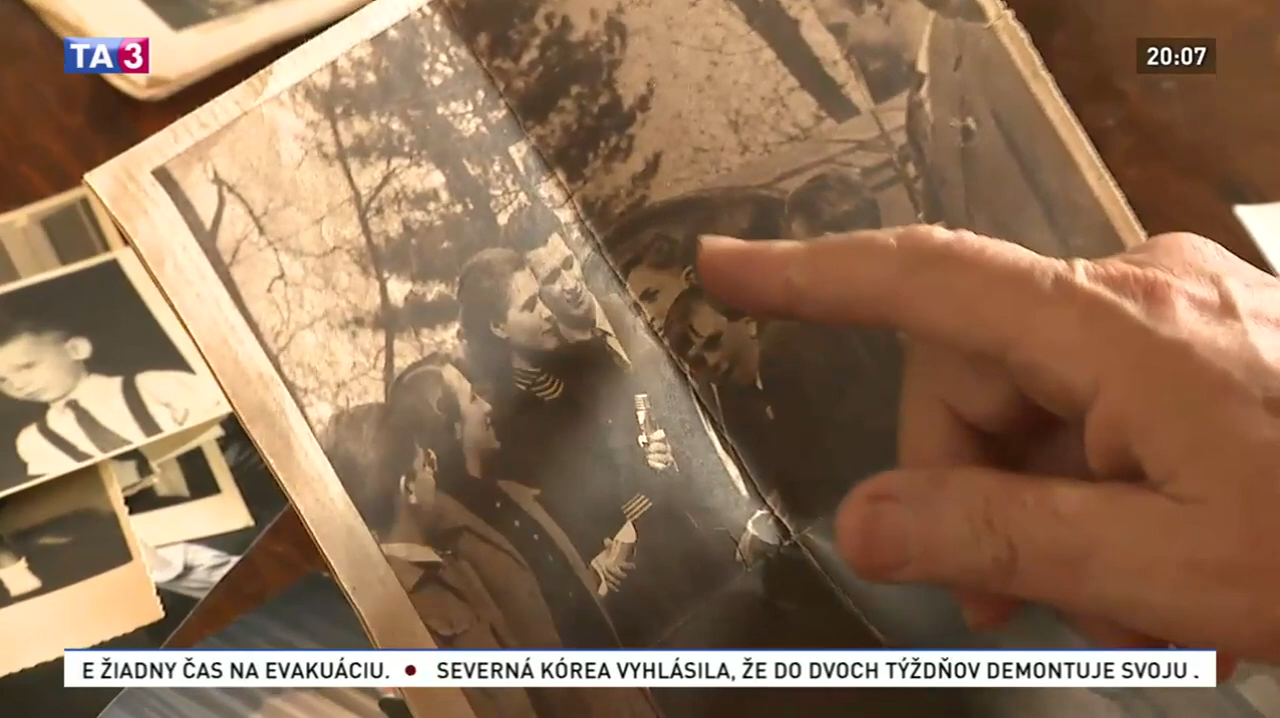 TA3
20:07
E ŽIADNY ČAS NA EVAKUÁCIU. • SEVERNÁ KÓREA VYHLÁSILA, ŽE DO DVOCH TÝŽDŇOV DEMONTUJE SVOJU .